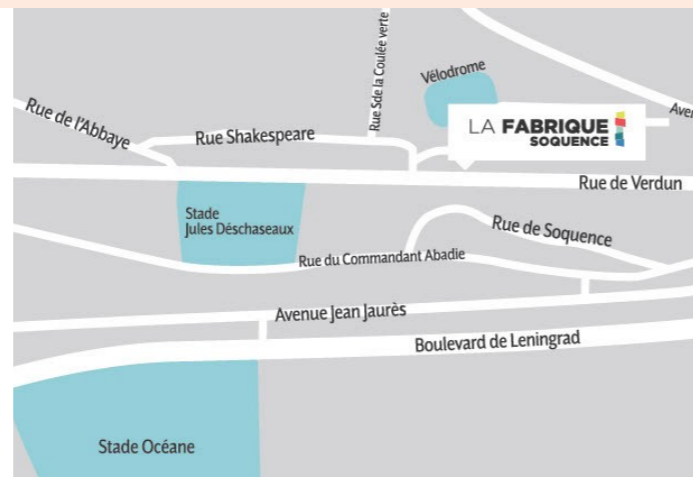 Vélodrome
Rue Sde la Coulée verte
Aven
Rue de l'Abbaye
Rue Shakespeare
LA FABRIQUE
SOQUENCE
Rue de Verdun
Stade
Jules Déschaseaux
Rue de Soquence
Rue du Commandant Abadie
Avenue Jean Jaurès
Boulevard de Leningrad
Stade Océane